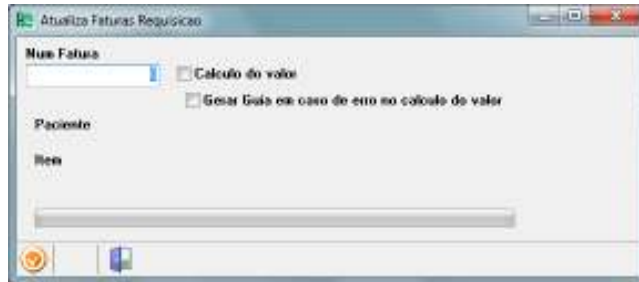 Atualiza Faturas Requisicao
Num Fatura
Calculo do valor
Gerar Guia em caso de erro no calculo do valor
Paciente
Item